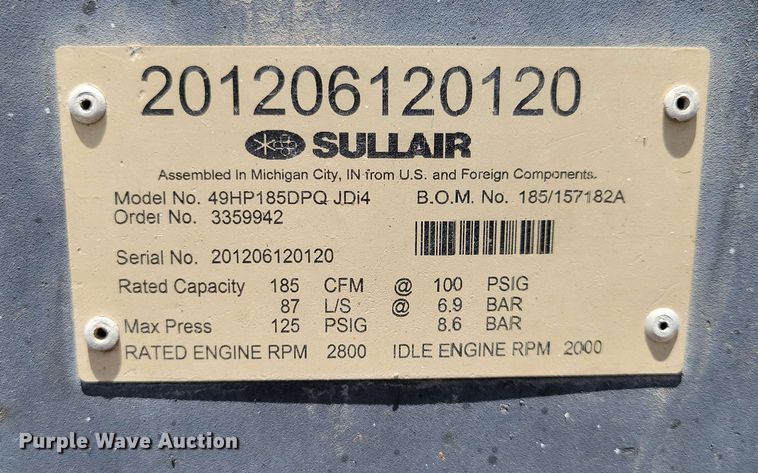 201206120120
SULLAIR
Assembled In Michigan City, IN from U.S. and Foreign Components.
Model No. 49HP185DPQ JDi4 B.O.M. No. 185/157182A
Order No. 3359942
Serial No. 201206120120
Rated Capacity 185 CFM @ 100 PSIG
87 L/S @ 6.9 BAR
Max Press 125 PSIG 8.6 BAR
RATED ENGINE RPM 2800 IDLE ENGINE RPM 2000
Purple Wave Auction